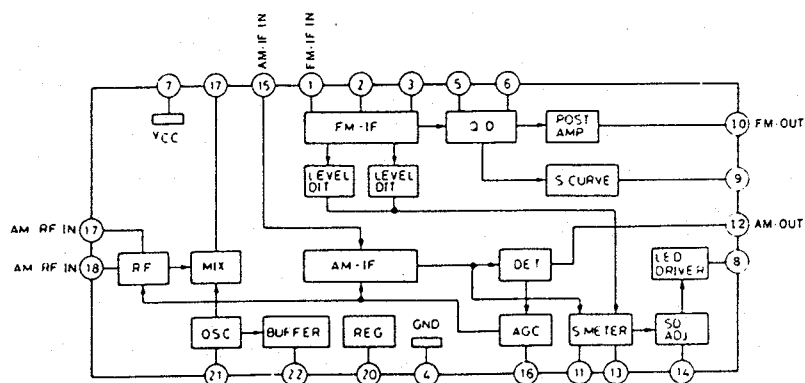 AM-IF IN
FM-IF IN
7
17
15
1
2
3
5
6
VCC
FM-IF
Q D
POST
AMP
10 FM-OUT
LEVEL
DIT
LEVEL
DIT
S CURVE
9
12 AM-OUT
AM RF IN 17
AM RF IN 18
RF
MIX
AM-IF
DET
LED
DRIVER
8
OSC
BUFFER
REG
GND
AGC
S METER
SD
ADJ
21
22
20
4
16
11
13
14